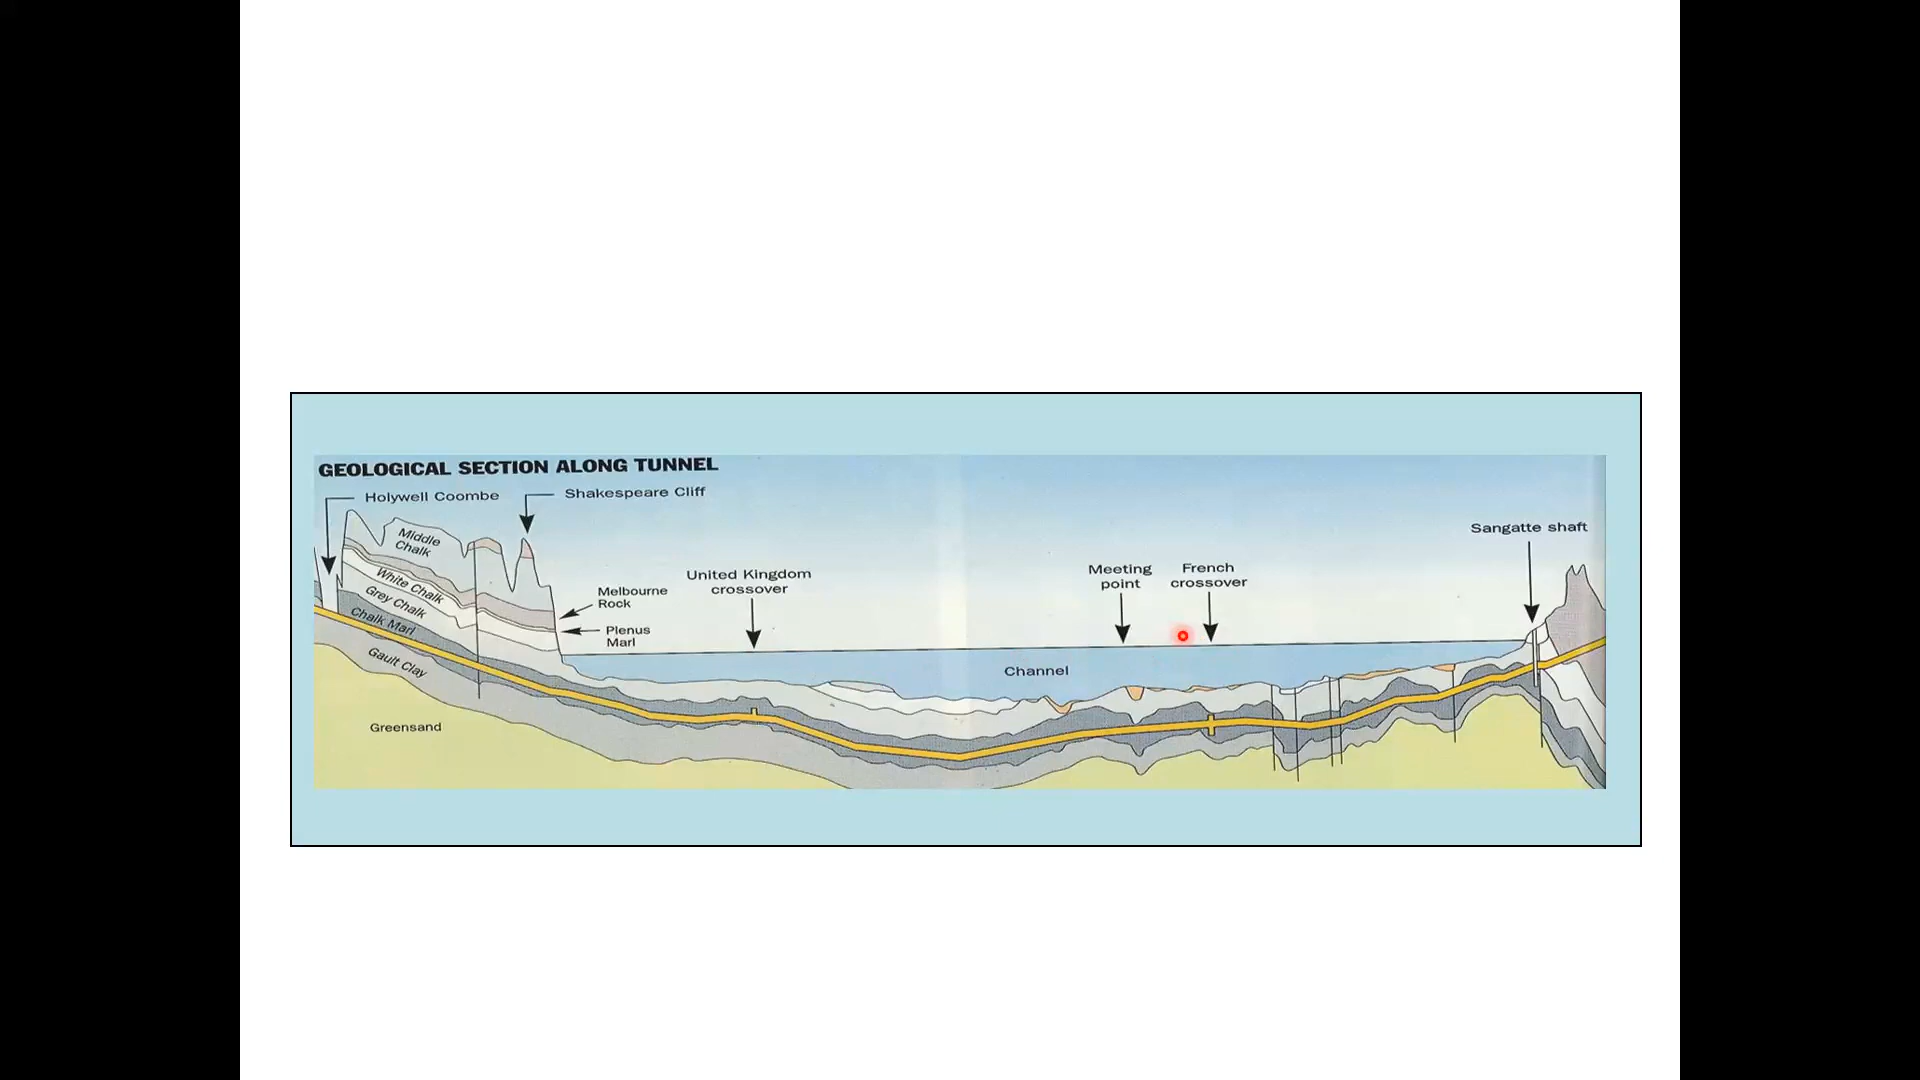 GEOLOGICAL SECTION ALONG TUNNEL
Holywell Coombe
Shakespeare Cliff
Sangatte shaft
Middle
Chalk
White Chalk
Grey Chalk
Chalk Marl
Gault Clay
Greensand
Melbourne
Rock
Plenus
Marl
United Kingdom
crossover
Meeting
point
French
crossover
Channel